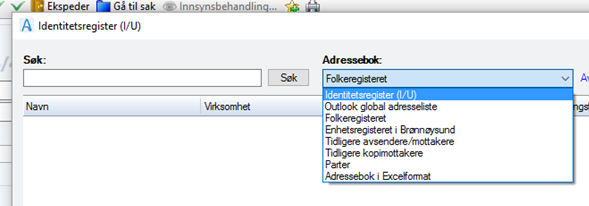 Ekspeder Gå til sak Innsynsbehandling...
Identitetsregister (I/U)
Søk: Adressebok:
Søk Folkeregisteret
Navn Virksomhet
Identitetsregister (I/U)
Outlook global adresseliste
Folkeregisteret
Enhetsregisteret i Brønnøysund
Tidligere avsendere/mottakere
Tidligere kopimottakere
Parter
Adressebok i Excelformat